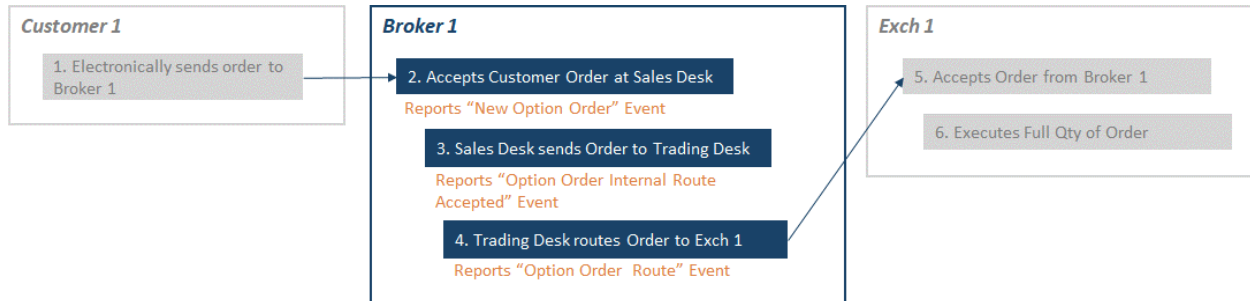 Customer 1
1. Electronically sends order to
Broker 1
Broker 1
2. Accepts Customer Order at Sales Desk
Reports “New Option Order” Event
3. Sales Desk sends Order to Trading Desk
Reports “Option Order Internal Route
Accepted” Event
4. Trading Desk routes Order to Exch 1
Reports “Option Order Route” Event
Exch 1
5. Accepts Order from Broker 1
6. Executes Full Qty of Order